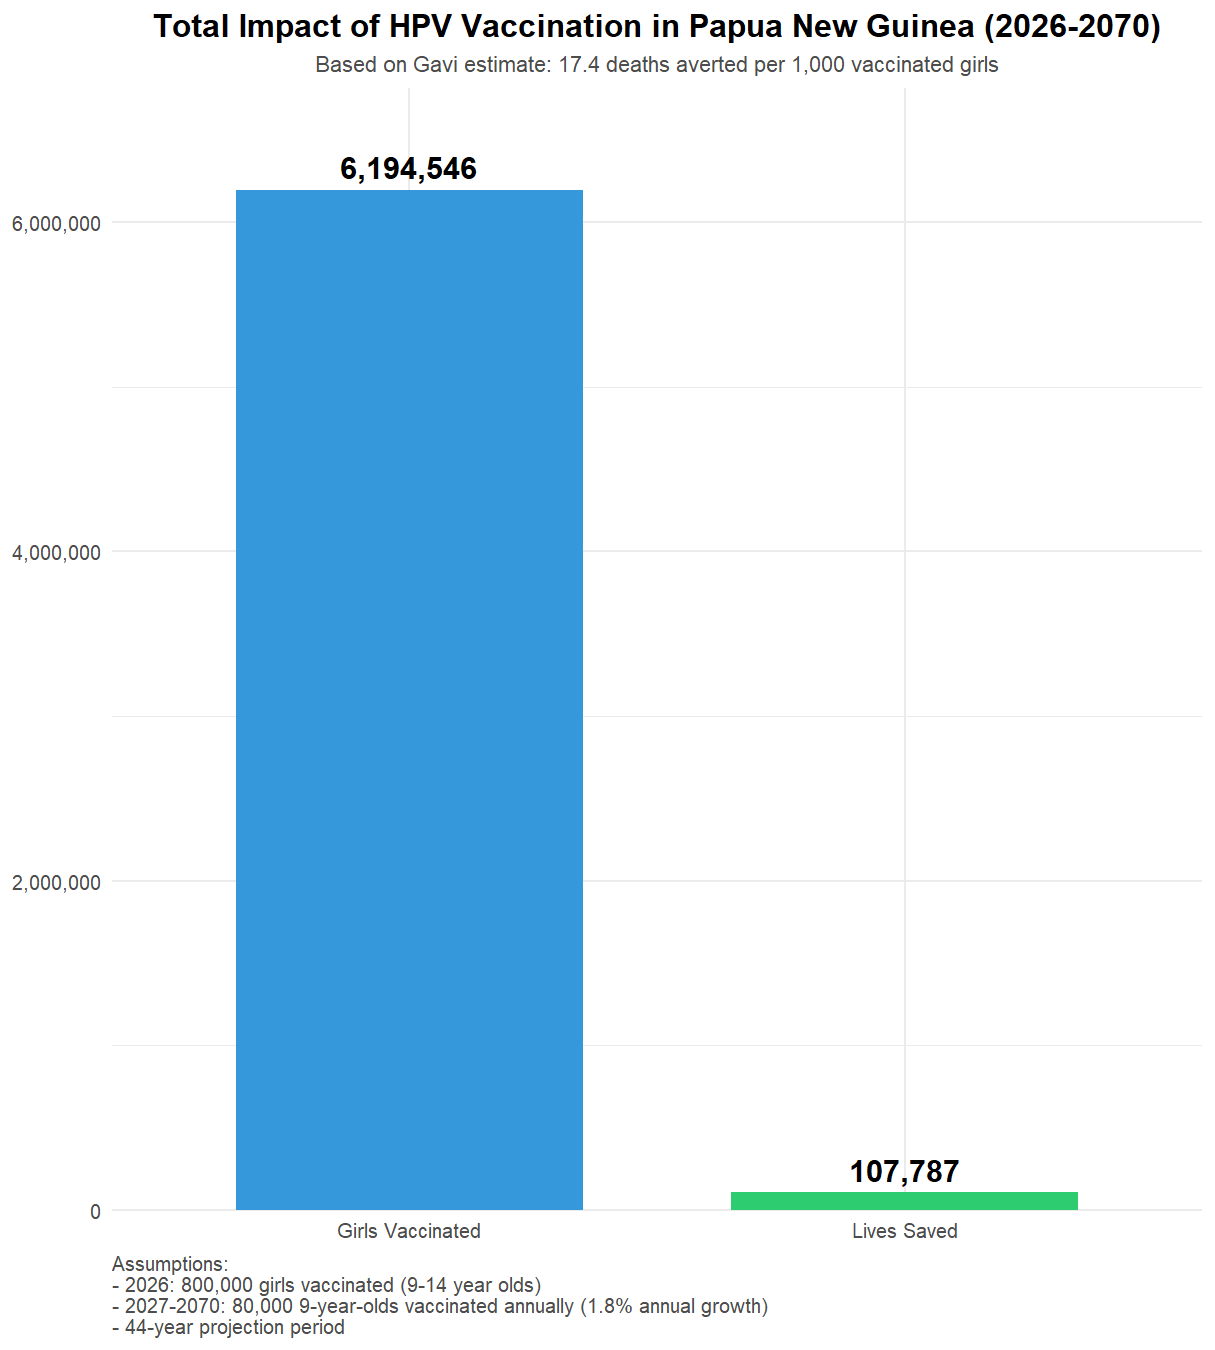 Total Impact of HPV Vaccination in Papua New Guinea (2026-2070)
Based on Gavi estimate: 17.4 deaths averted per 1,000 vaccinated girls
6,194,546
6,000,000
4,000,000
2,000,000
107,787
0
Girls Vaccinated
Lives Saved
Assumptions:
- 2026: 800,000 girls vaccinated (9-14 year olds)
- 2027-2070: 80,000 9-year-olds vaccinated annually (1.8% annual growth)
- 44-year projection period